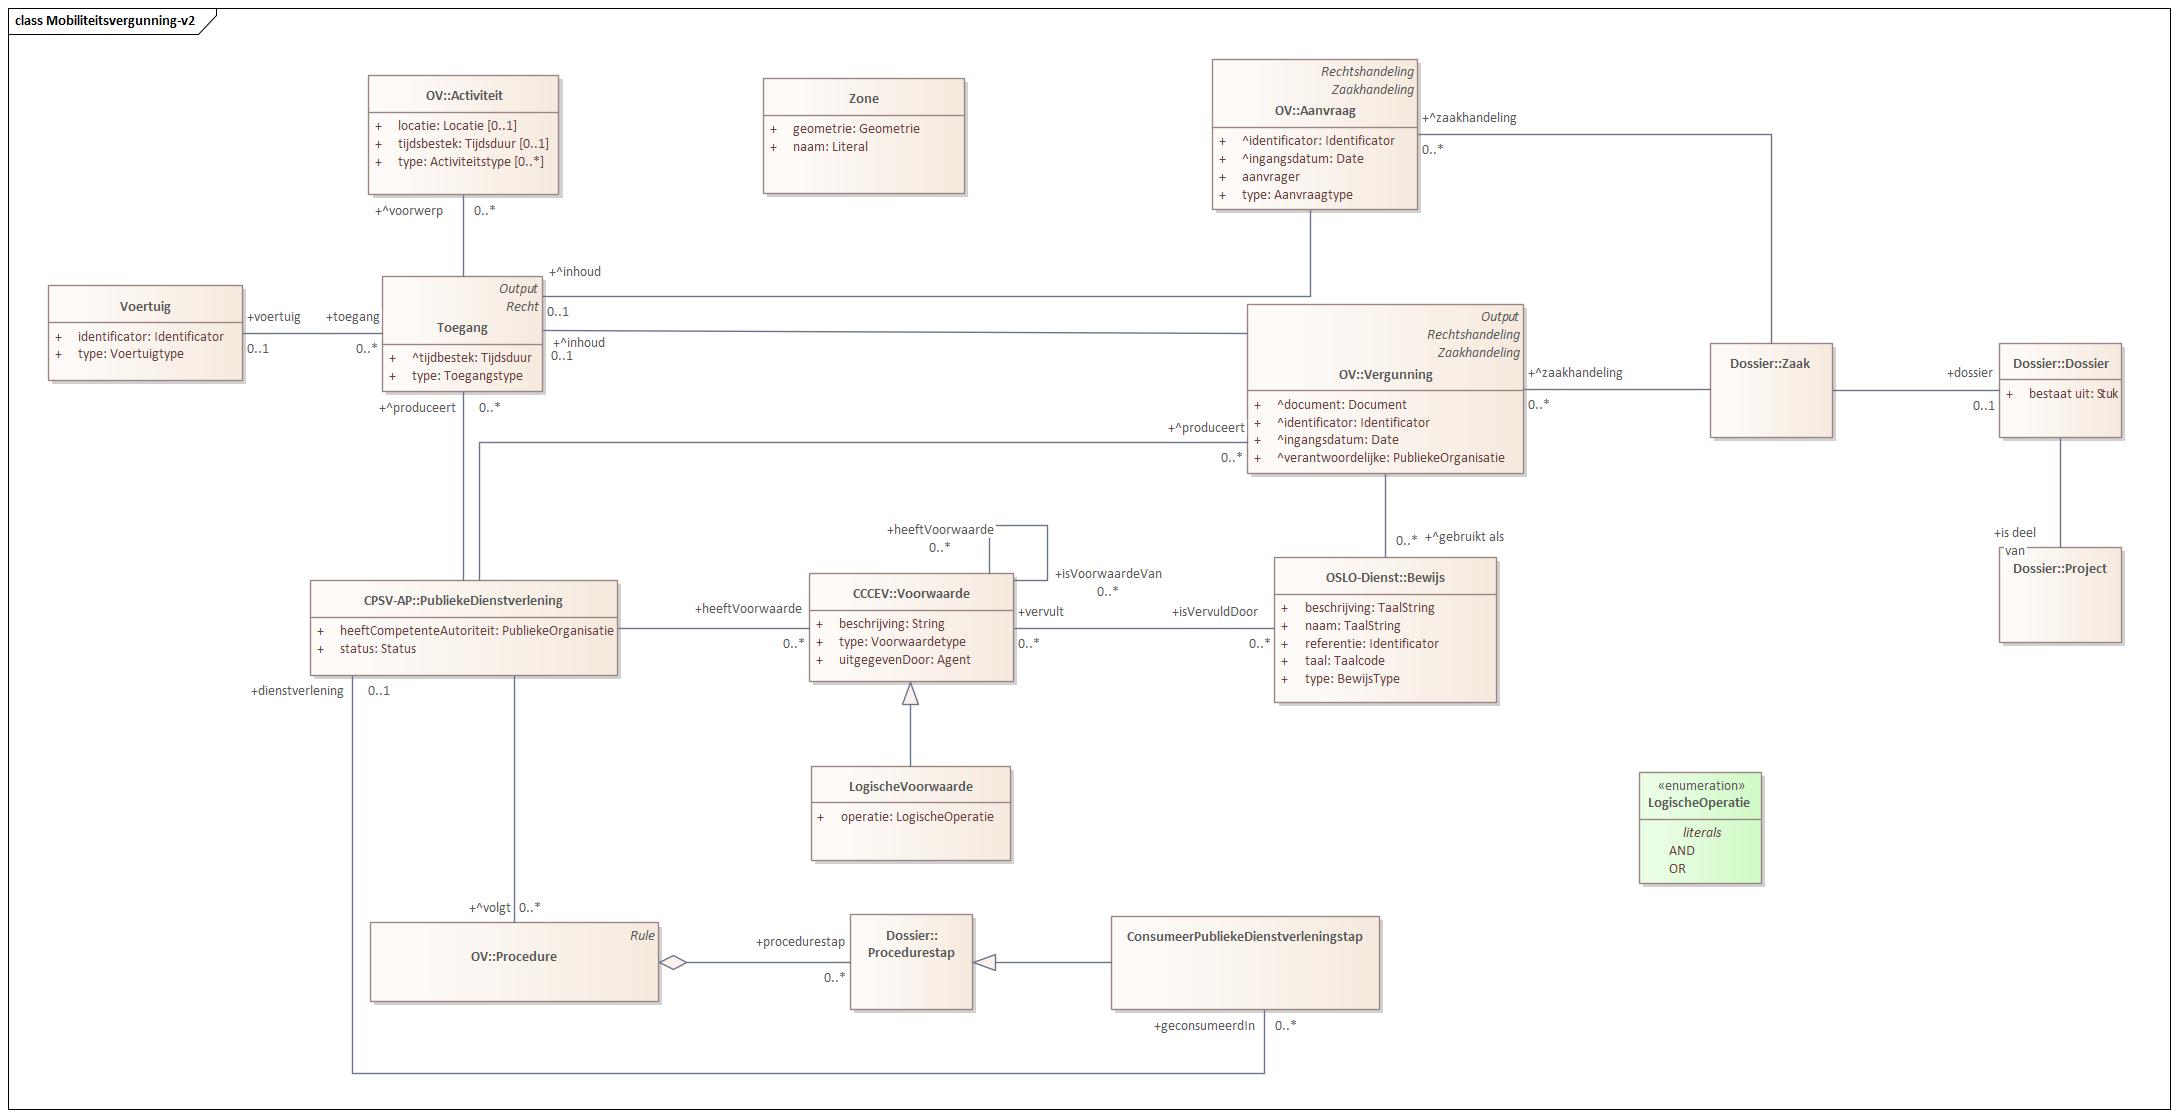 class Mobiliteitsvergunning-v2
OV::Activiteit
+ locatie: Locatie [0..1]
+ tijdsbestek: Tijdsduur [0..1]
+ type: Activiteitstype [0..*]
Zone
+ geometrie: Geometrie
+ naam: Literal
Rechtshandeling
Zaakhandeling
OV::Aanvraag
+ ^identificator: Identificator
+ ^ingangsdatum: Date
+ aanvrager
+ type: Aanvraagtype
+^zaakhandeling
0..*
+^voorwerp 0..*
+^inhoud
0..1
Voertuig
+ identificator: Identificator
+ type: Voertuigtype
+voertuig
0..1
+toegang
0..*
Output
Recht
Toegang
+ ^tijdbestek: Tijdsduur
+ type: Toegangstype
+^inhoud
0..1
+^produceert 0..*
Output
Rechtshandeling
Zaakhandeling
OV::Vergunning
+ ^document: Document
+ ^identificator: Identificator
+ ^ingangsdatum: Date
+ ^verantwoordelijke: PubliekeOrganisatie
+^produceert
0..*
+^zaakhandeling
0..*
Dossier::Zaak
+dossier
0..1
Dossier::Dossier
+ bestaat uit: Stuk
+is deel
van
Dossier::Project
0..* +^gebruikt als
+heeftVoorwaarde
0..*
+isVoorwaardeVan
0..*
CPSV-AP::PubliekeDienstverlening
+ heeftCompetenteAutoriteit: PubliekeOrganisatie
+ status: Status
+heeftVoorwaarde
0..*
CCCEV::Voorwaarde
+ beschrijving: String
+ type: Voorwaardetype
+ uitgegevenDoor: Agent
+vervult
0..*
+isVervuldDoor
0..*
OSLO-Dienst::Bewijs
+ beschrijving: TaalString
+ naam: TaalString
+ referentie: Identificator
+ taal: Taalcode
+ type: BewijsType
+dienstverlening 0..1
LogischeVoorwaarde
+ operatie: LogischeOperatie
«enumeration»
LogischeOperatie
literals
AND
OR
+^volgt 0..*
Rule
OV::Procedure
+procedurestap
0..*
Dossier::
Procedurestap
ConsumeerPubliekeDienstverleningstap
+geconsumeerdIn 0..*